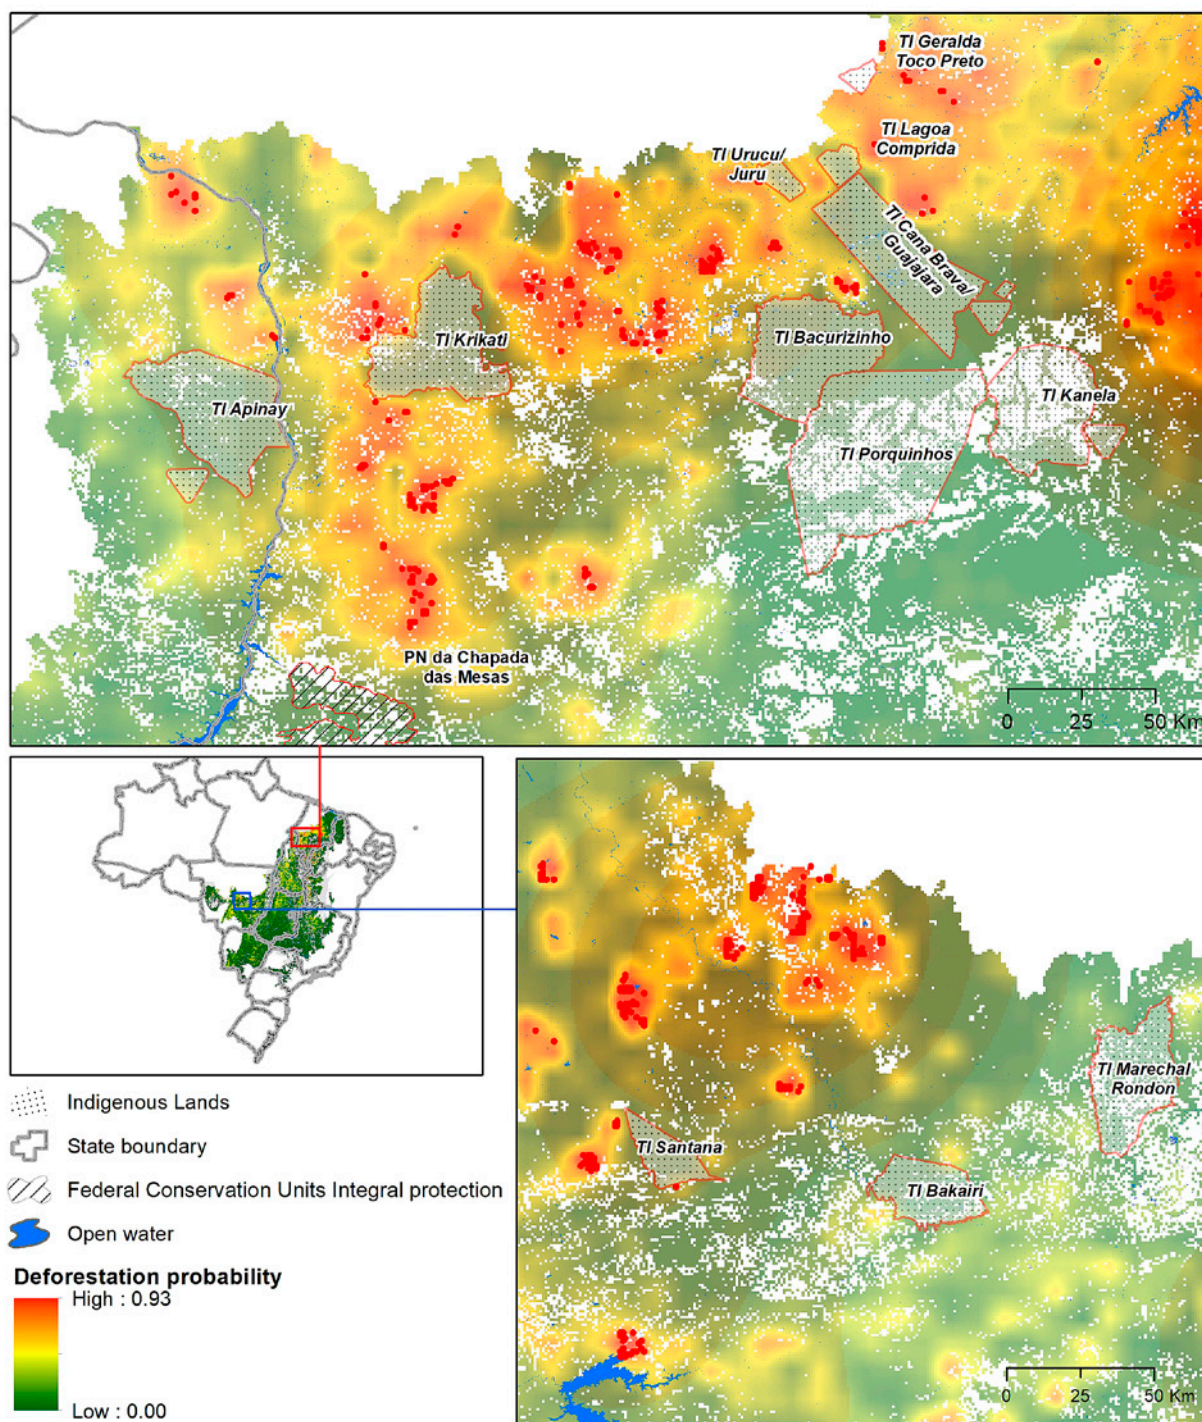 TI Geralda
Toco Preto
TI Lagoa
Comprida
TI Urucu/
Juru
TI Cana Brava/
Guajajara
TI Krikati
TI Bacurizinho
TI Kanela
TI Apinay
TI Porquinhos
PN da Chapada
das Mesas
0 25 50 Km
TI Marechal
Rondon
TI Santana
TI Bakairi
0 25 50 Km
Indigenous Lands
State boundary
Federal Conservation Units Integral protection
Open water
Deforestation probability
High : 0.93
Low : 0.00